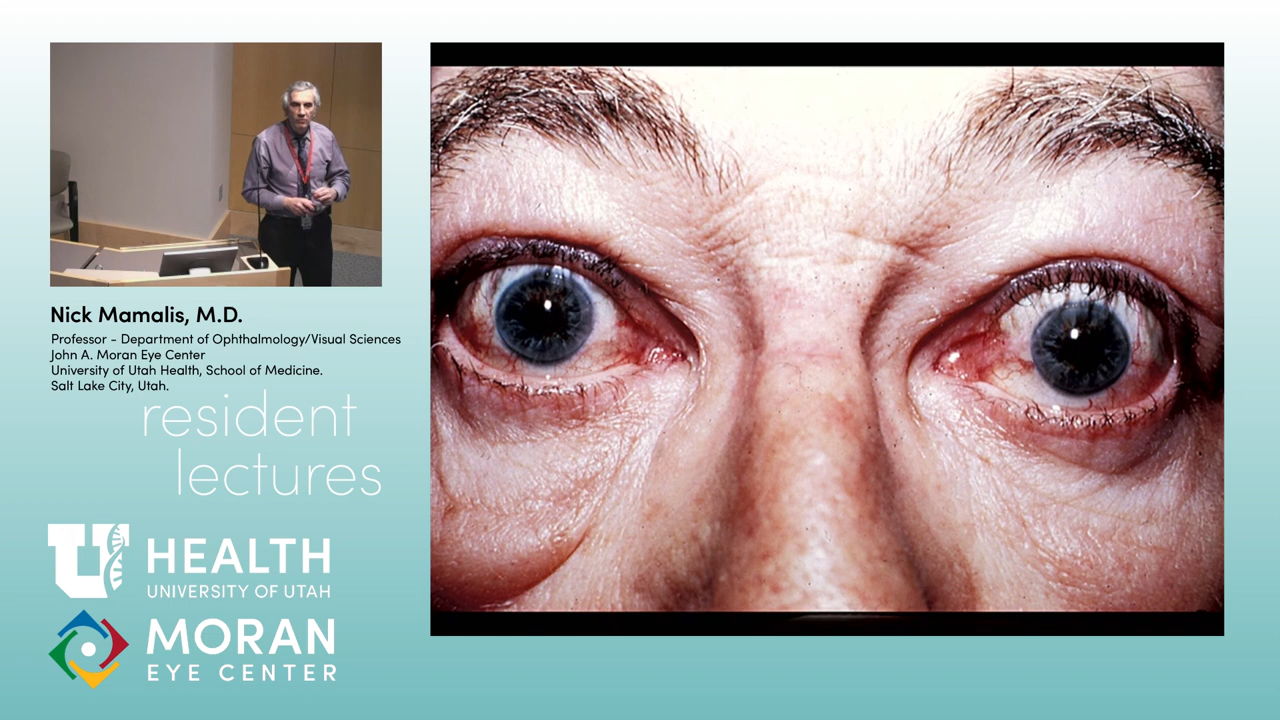 Nick Mamalis, M.D.
Professor - Department of Ophthalmology/Visual Sciences
John A. Moran Eye Center
University of Utah Health, School of Medicine.
Salt Lake City, Utah.
resident
lectures
U HEALTH
UNIVERSITY OF UTAH
MORAN
EYE CENTER